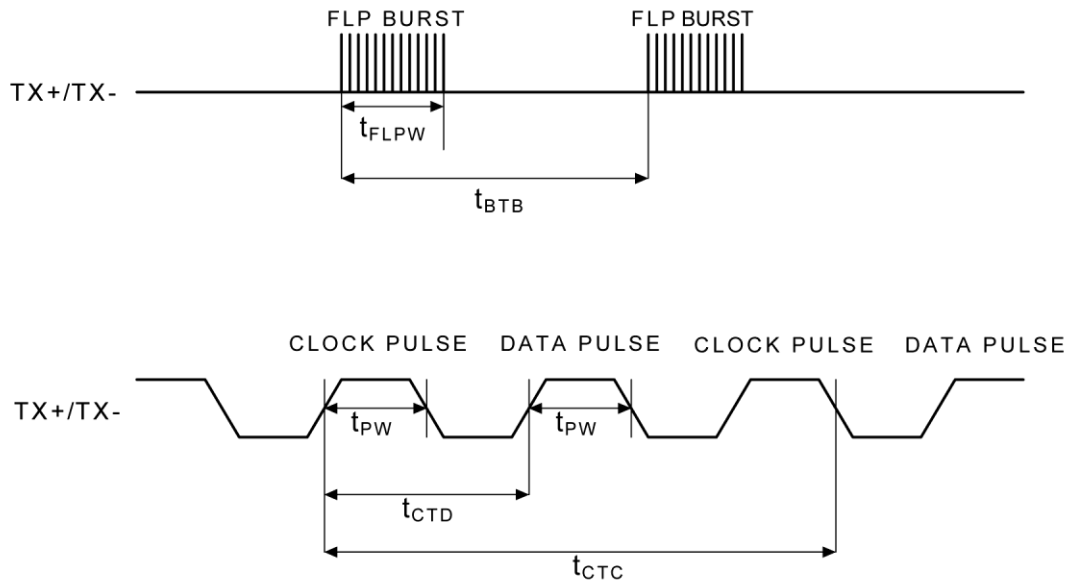 FLP BURST FLP BURST
TX+/TX-
tFLPW
tBTB
CLOCK PULSE DATA PULSE CLOCK PULSE DATA PULSE
TX+/TX-
tPW tPW
tCTD
tCTC